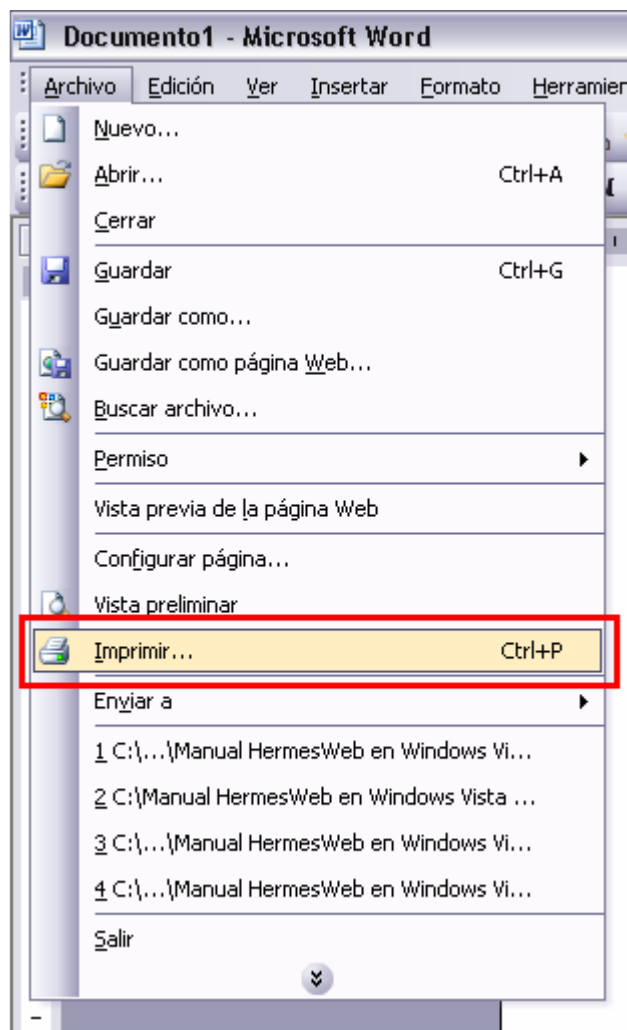 Documento1 - Microsoft Word
Archivo Edición Ver Insertar Formato Herramien
Nuevo...
Abrir... Ctrl+A
Cerrar
Guardar Ctrl+G
Guardar como...
Guardar como página Web...
Buscar archivo...
Permiso
Vista previa de la página Web
Configurar página...
Vista preliminar
Imprimir... Ctrl+P
Enviar a
1 C:\...\Manual HermesWeb en Windows Vi...
2 C:\Manual HermesWeb en Windows Vista ...
3 C:\...\Manual HermesWeb en Windows Vi...
4 C:\...\Manual HermesWeb en Windows Vi...
Salir